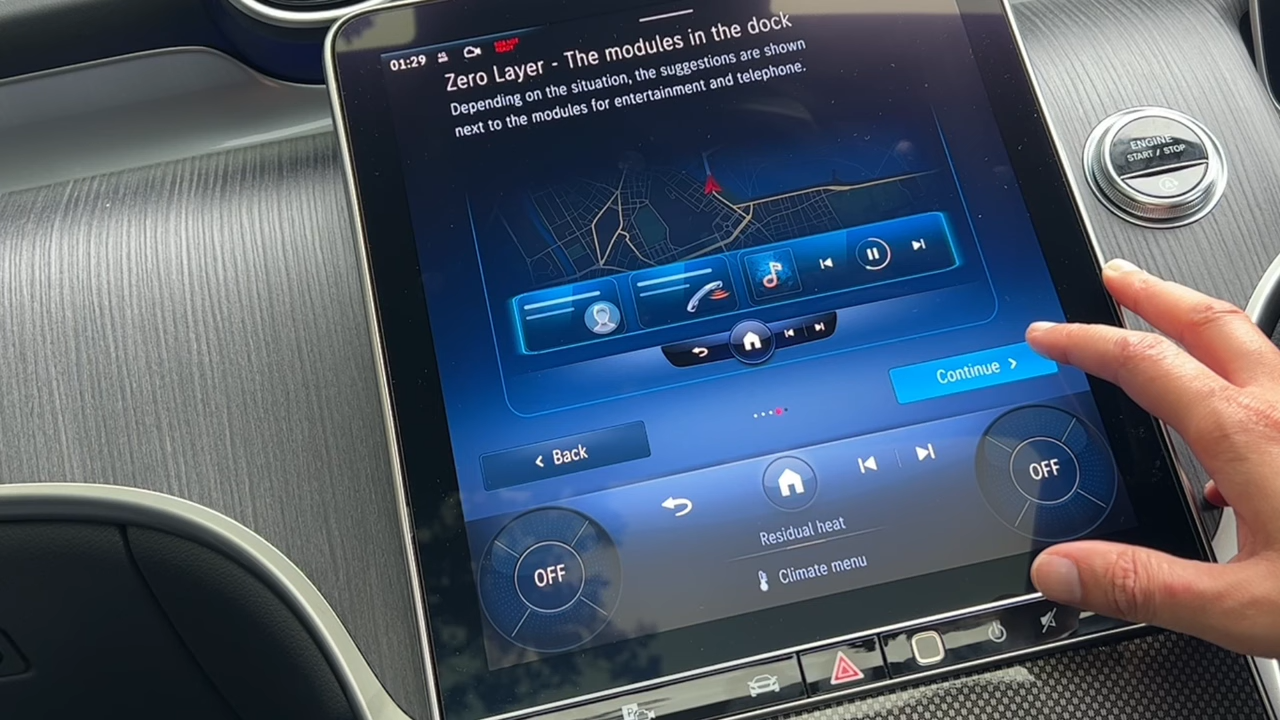 01:29
Zero Layer - The modules in the dock
Depending on the situation, the suggestions are shown
next to the modules for entertainment and telephone.
ENGINE
START / STOP
Continue
Back
OFF
OFF
Residual heat
Climate menu